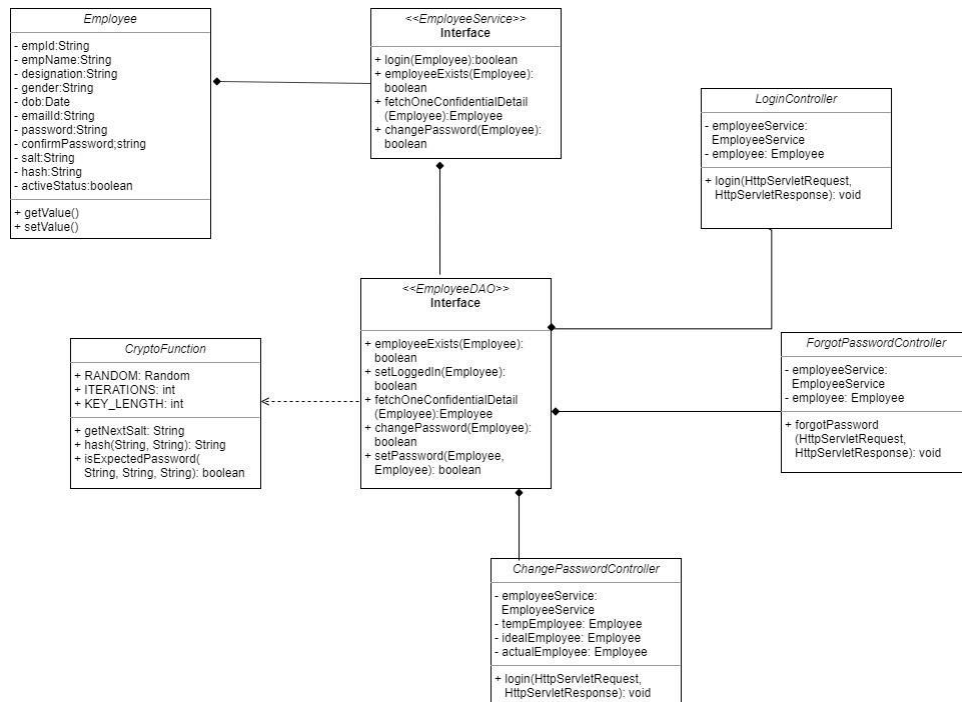 Employee
- empId:String
- empName:String
- designation:String
- gender:String
- dob:Date
- emailId:String
- password:String
- confirmPassword;string
- salt:String
- hash:String
- activeStatus:boolean
+ getValue()
+ setValue()
<<EmployeeService>>
Interface
+ login(Employee):boolean
+ employeeExists(Employee):
boolean
+ fetchOneConfidentialDetail
(Employee):Employee
+ changePassword(Employee):
boolean
LoginController
- employeeService:
EmployeeService
- employee: Employee
+ login(HttpServletRequest,
HttpServletResponse): void
<<EmployeeDAO>>
Interface
+ employeeExists(Employee):
boolean
+ setLoggedIn(Employee):
boolean
+ fetchOneConfidentialDetail
(Employee):Employee
+ changePassword(Employee):
boolean
+ setPassword(Employee,
Employee): boolean
CryptoFunction
+ RANDOM: Random
+ ITERATIONS: int
+ KEY_LENGTH: int
+ getNextSalt: String
+ hash(String, String): String
+ isExpectedPassword(
String, String, String): boolean
ForgotPasswordController
- employeeService:
EmployeeService
- employee: Employee
+ forgotPassword
(HttpServletRequest,
HttpServletResponse): void
ChangePasswordController
- employeeService:
EmployeeService
- tempEmployee: Employee
- idealEmployee: Employee
- actualEmployee: Employee
+ login(HttpServletRequest,
HttpServletResponse): void